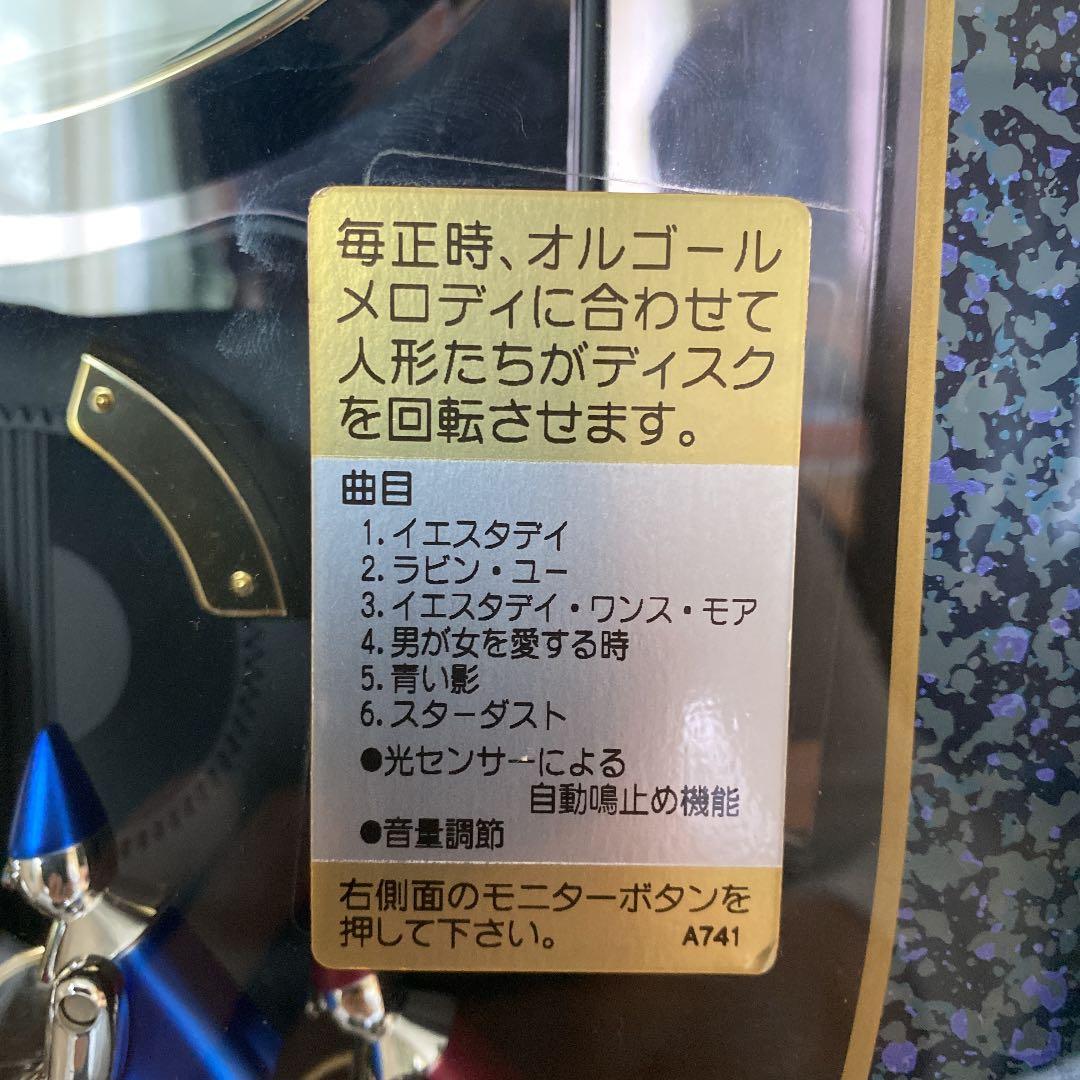 毎正時、オルゴール
メロディに合わせて
人形たちがディスク
を回転させます。
曲目
1.イエスタデイ
2.ラビン・ユー
3.イエスタデイ・ワンス・モア
4.男が女を愛する時
5.青い影
6.スターダスト
●光センサーによる
自動鳴止め機能
●音量調節
右側面のモニターボタンを
押して下さい。 A741